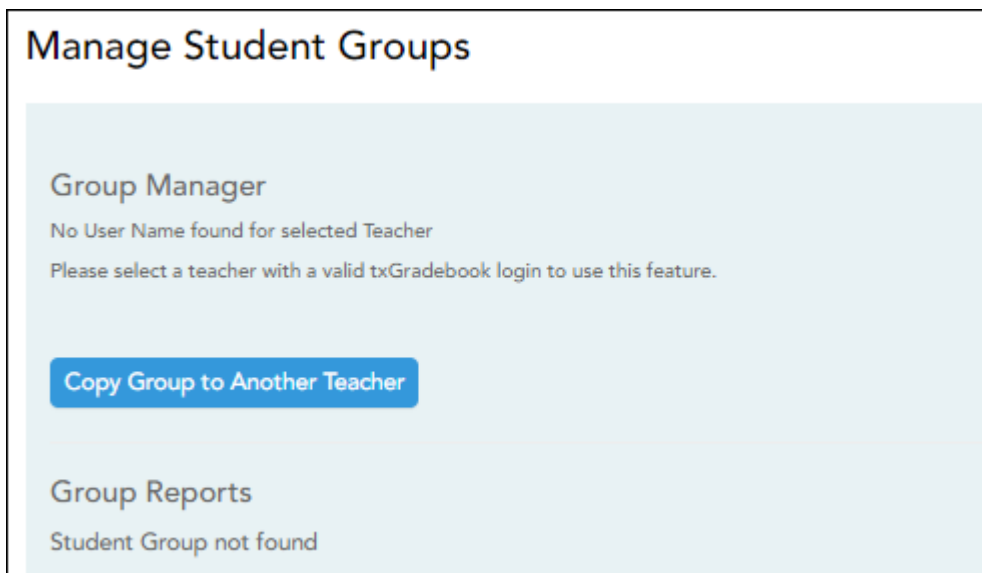 Manage Student Groups
Group Manager
No User Name found for selected Teacher
Please select a teacher with a valid txGradebook login to use this feature.
Copy Group to Another Teacher
Group Reports
Student Group not found